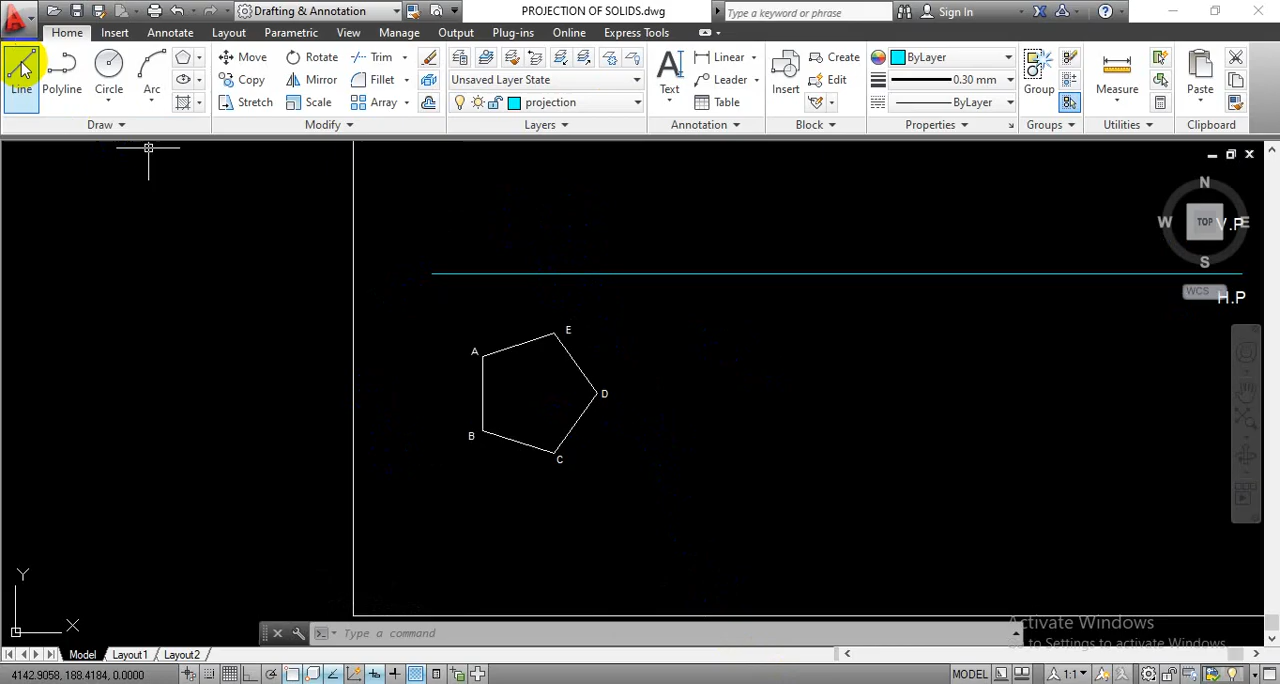 Drafting & Annotation
PROJECTION OF SOLIDS.dwg
Type a keyword or phrase
Sign In
Home Insert Annotate Layout Parametric View Manage Output Plug-ins Online Express Tools
Line Polyline Circle Arc
Move Rotate Trim
Copy Mirror Fillet
Stretch Scale Array
Unsaved Layer State
projection
Text
Linear
Leader
Table
Insert
Create
Edit
ByLayer
0.30 mm
ByLayer
Group
Measure
Paste
Draw Modify Layers Annotation Block Properties Groups Utilities Clipboard
N
W TOP E
S
V.P
WCS
H.P
E
A
D
B
C
Y
X
Type a command
Activate Windows
Go to Settings to activate Windows.
Model Layout1 Layout2
4142.9058, 188.4184, 0.0000
MODEL
1:1